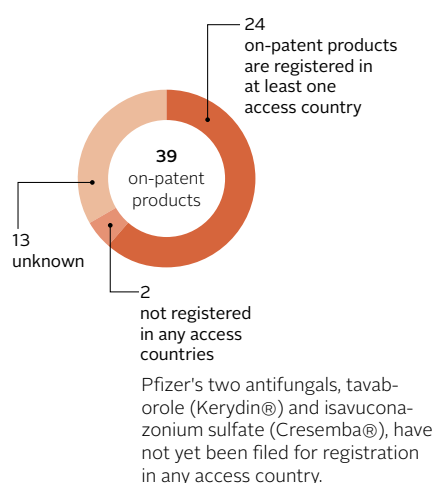 24
on-patent products
are registered in
at least one
access country
39
on-patent
products
13
unknown
2
not registered
in any access
countries
Pfizer's two antifungals, tavab-
orole (Kerydin®) and isavucona-
zonium sulfate (Cresemba®), have
not yet been filed for registration
in any access country.